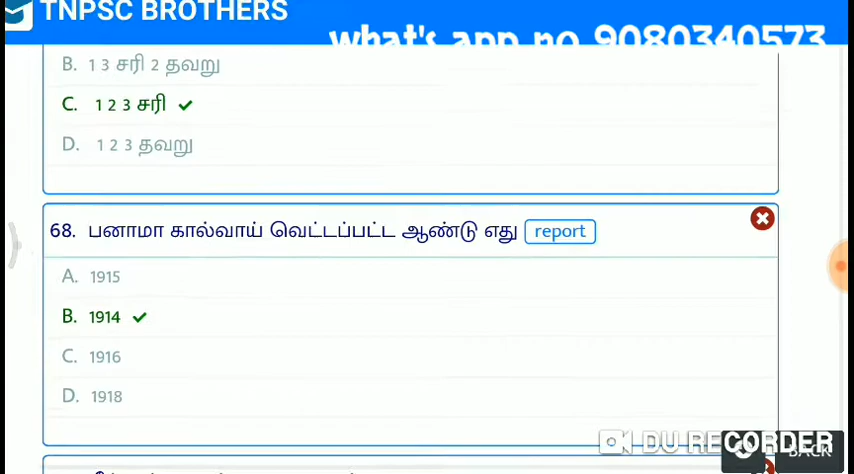 TNPSC BROTHERS
what's app no 9080340573
B. 1 3 சரி 2 தவறு
C. 1 2 3 சரி
D. 1 2 3 தவறு
68. பனாமா கால்வாய் வெட்டப்பட்ட ஆண்டு எது report
A. 1915
B. 1914
C. 1916
D. 1918
DU RECORDER
BACK